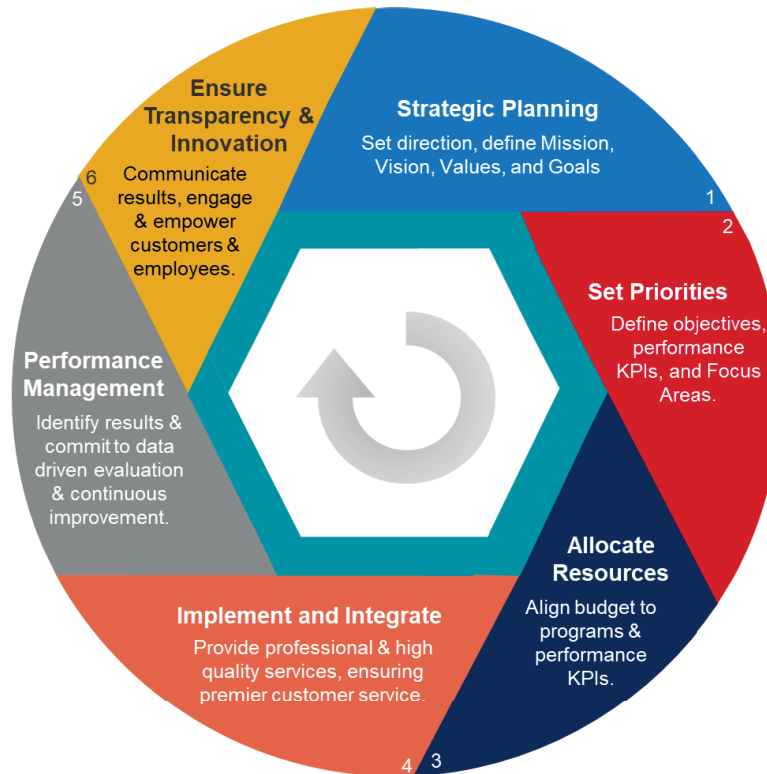 Strategic Planning
Set direction, define Mission,
Vision, Values, and Goals
1
2
Set Priorities
Define objectives,
performance
KPIs, and Focus
Areas.
Allocate
Resources
Align budget to
programs &
performance
KPIs.
3
4
Implement and Integrate
Provide professional & high
quality services, ensuring
premier customer service.
5
Performance
Management
Identify results &
commit to data
driven evaluation
& continuous
improvement.
6
Ensure
Transparency &
Innovation
Communicate
results, engage
& empower
customers &
employees.